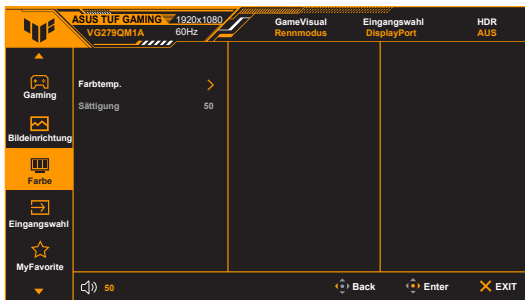 ASUS TUF GAMING 1920x1080
VG279QM1A 60Hz
GameVisual
Rennmodus
Eingangswahl
DisplayPort
HDR
AUS
Gaming
Bildeinrichtung
Farbe
Eingangswahl
MyFavorite
Farbtemp.
Sättigung 50
50
Back
Enter
EXIT